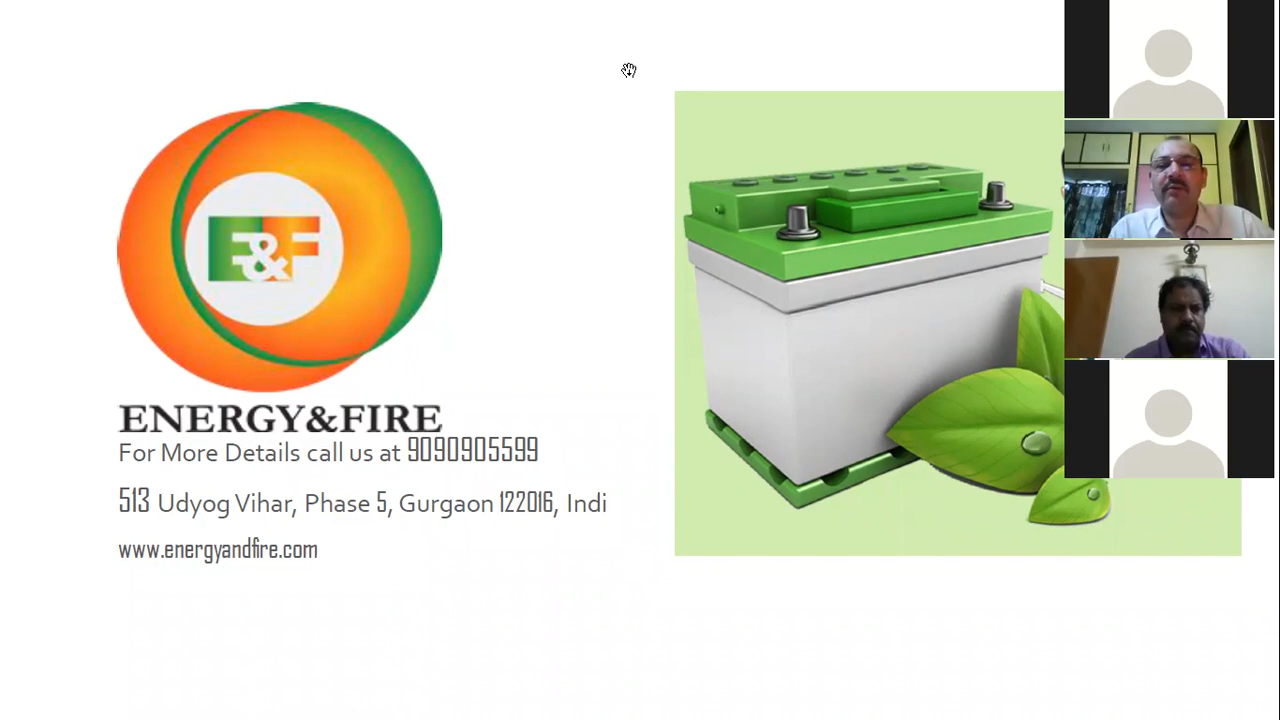 E&F
ENERGY&FIRE
For More Details call us at 9090905599
513 Udyog Vihar, Phase 5, Gurgaon 122016, Indi
www.energyandfire.com